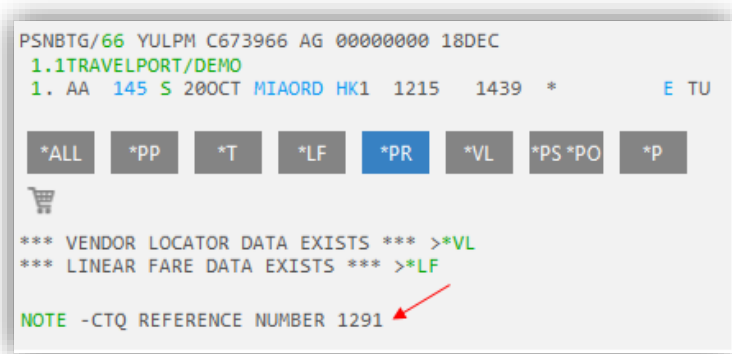 PSNBTG/66 YULPM C673966 AG 00000000 18DEC
1.1TRAVELPORT/DEMO
1. AA 145 S 20OCT MIAORD HK1 1215 1439 * E TU
*ALL *PP *T *LF *PR *VL *PS *PO *P
*** VENDOR LOCATOR DATA EXISTS *** >*VL
*** LINEAR FARE DATA EXISTS *** >*LF
NOTE -CTQ REFERENCE NUMBER 1291